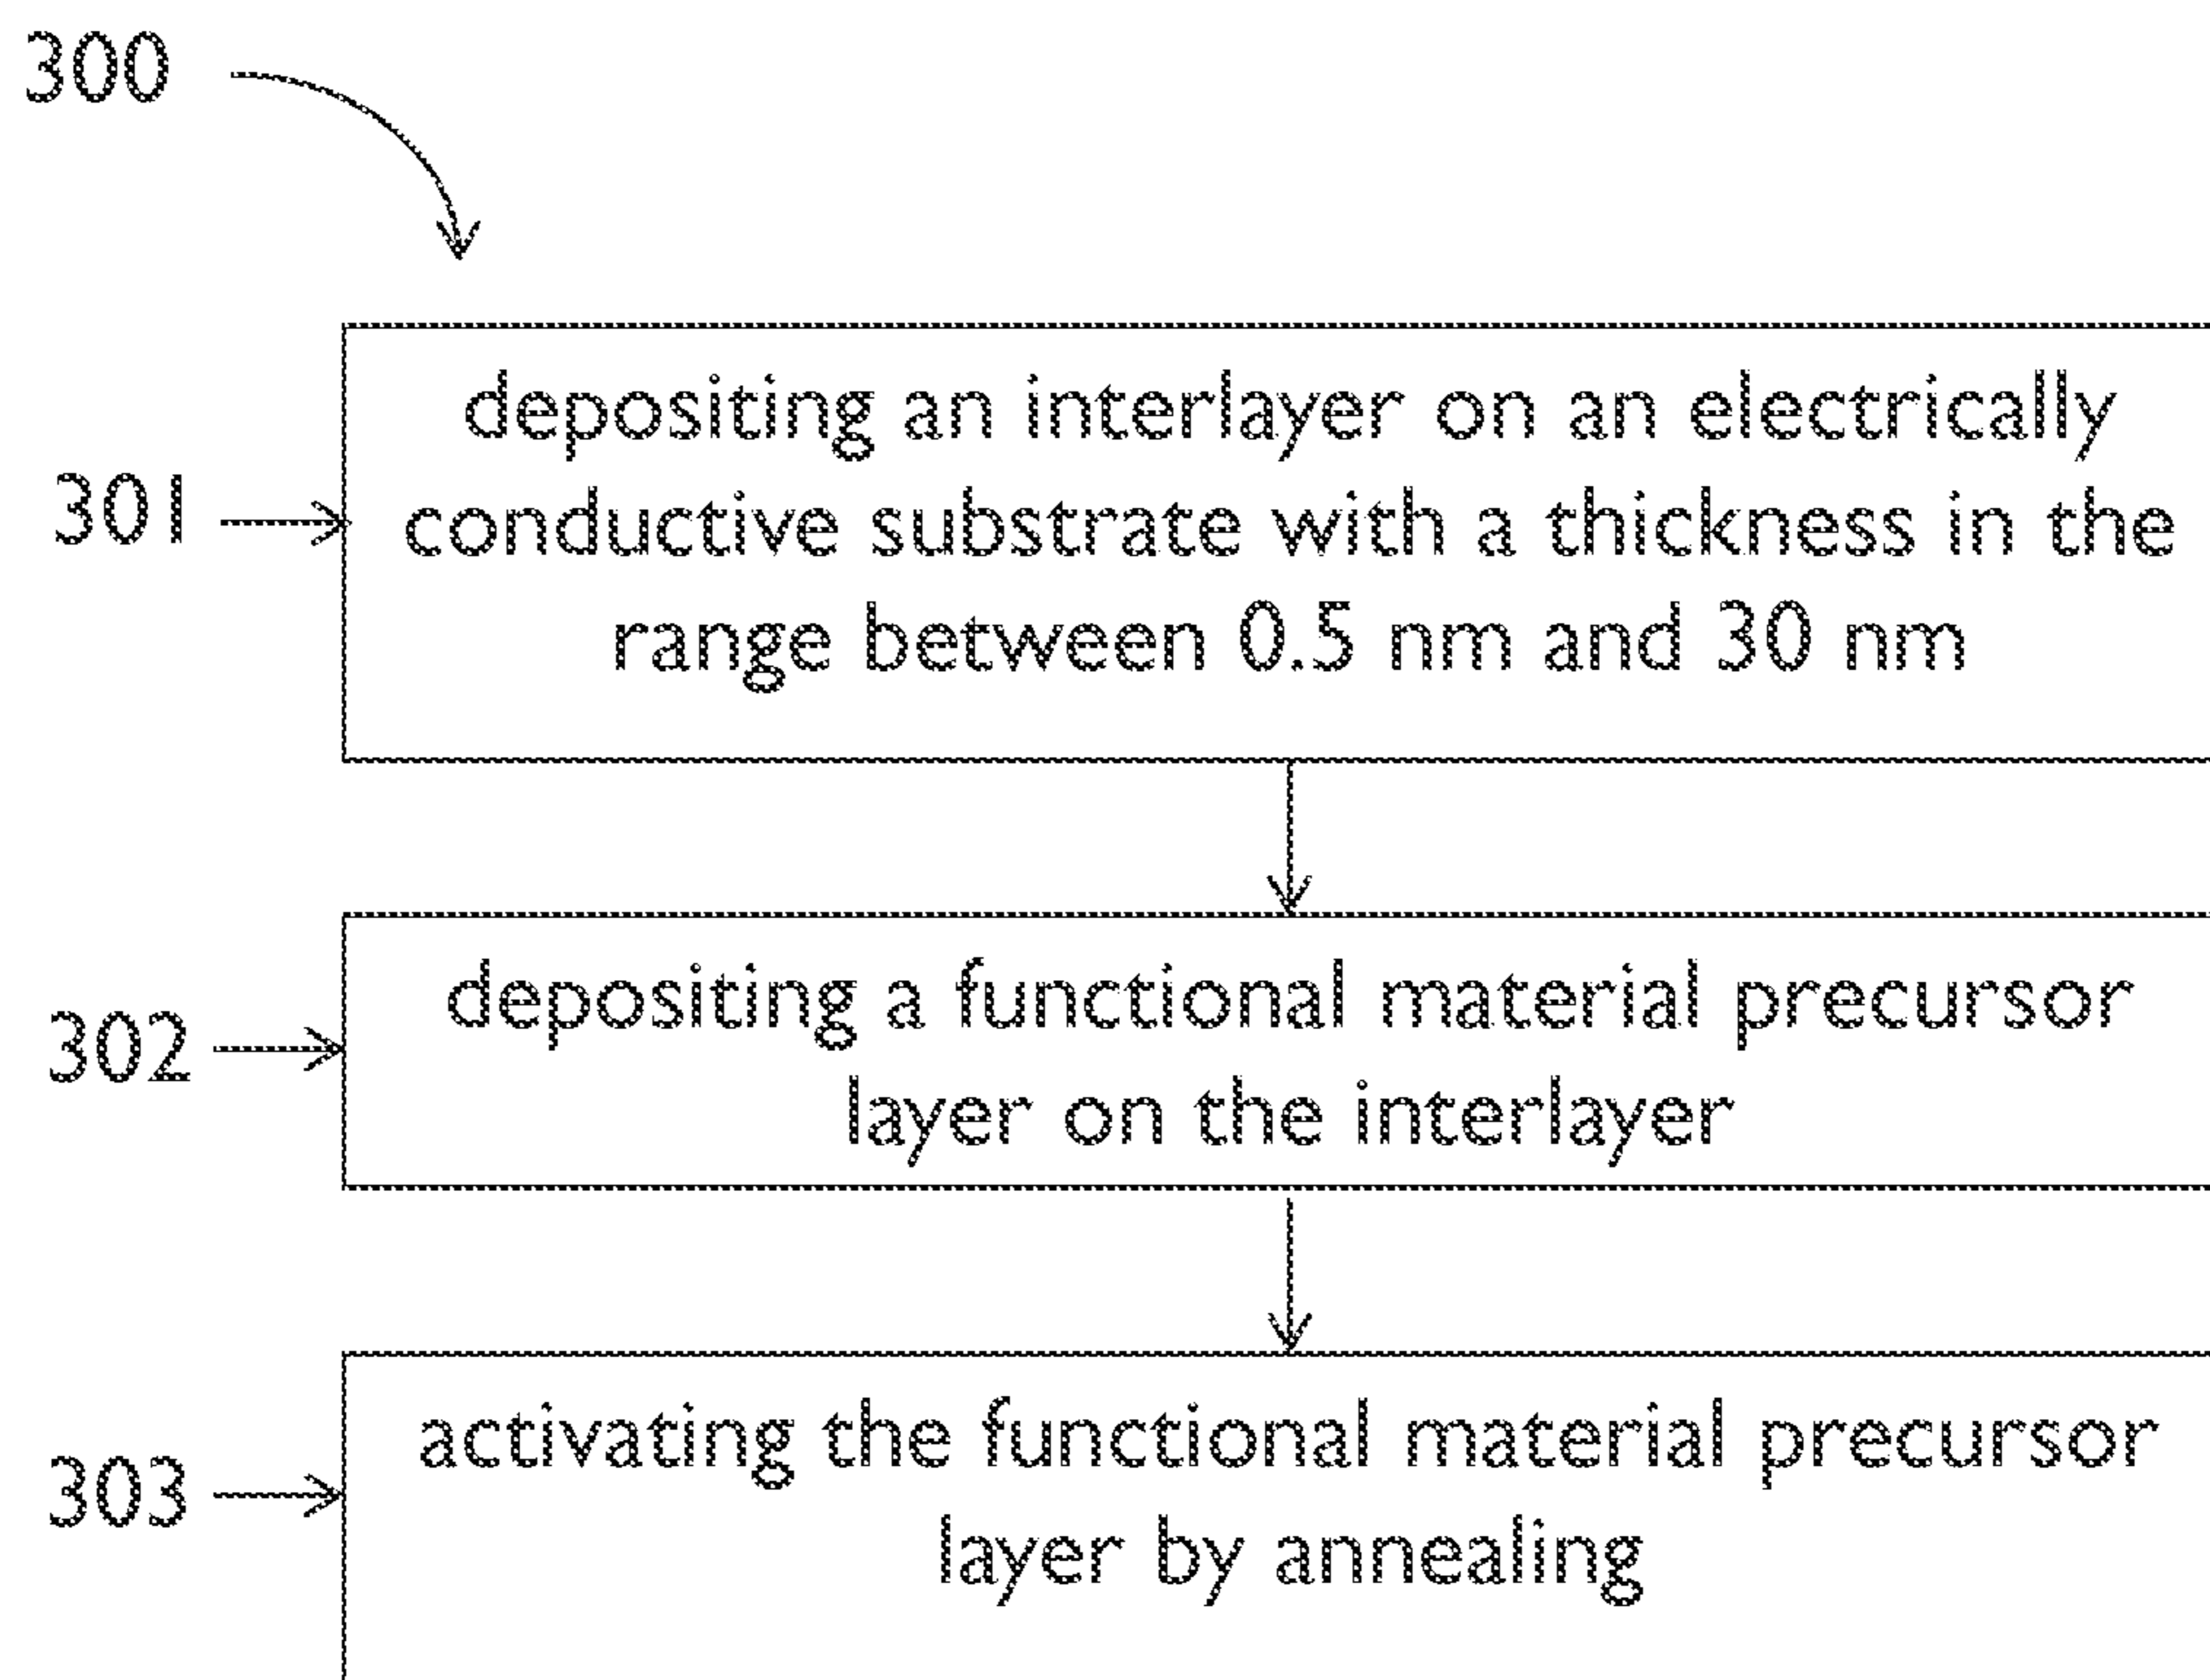 300
301
depositing an interlayer on an electrically
conductive substrate with a thickness in the
range between 0.5 nm and 30 nm
302
depositing a functional material precursor
layer on the interlayer
303
activating the functional material precursor
layer by annealing